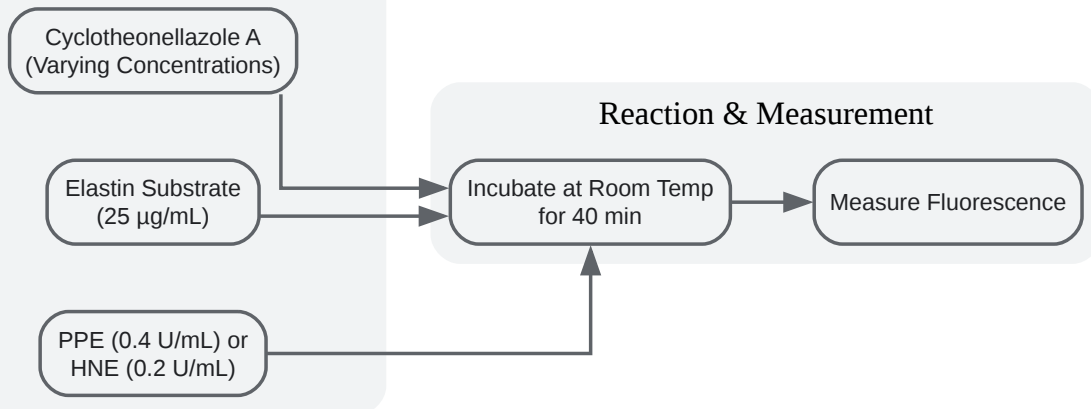 Cyclotheonellazole A
(Varying Concentrations)
Reaction & Measurement
Elastin Substrate
(25 µg/mL)
Incubate at Room Temp
for 40 min
Measure Fluorescence
PPE (0.4 U/mL) or
HNE (0.2 U/mL)